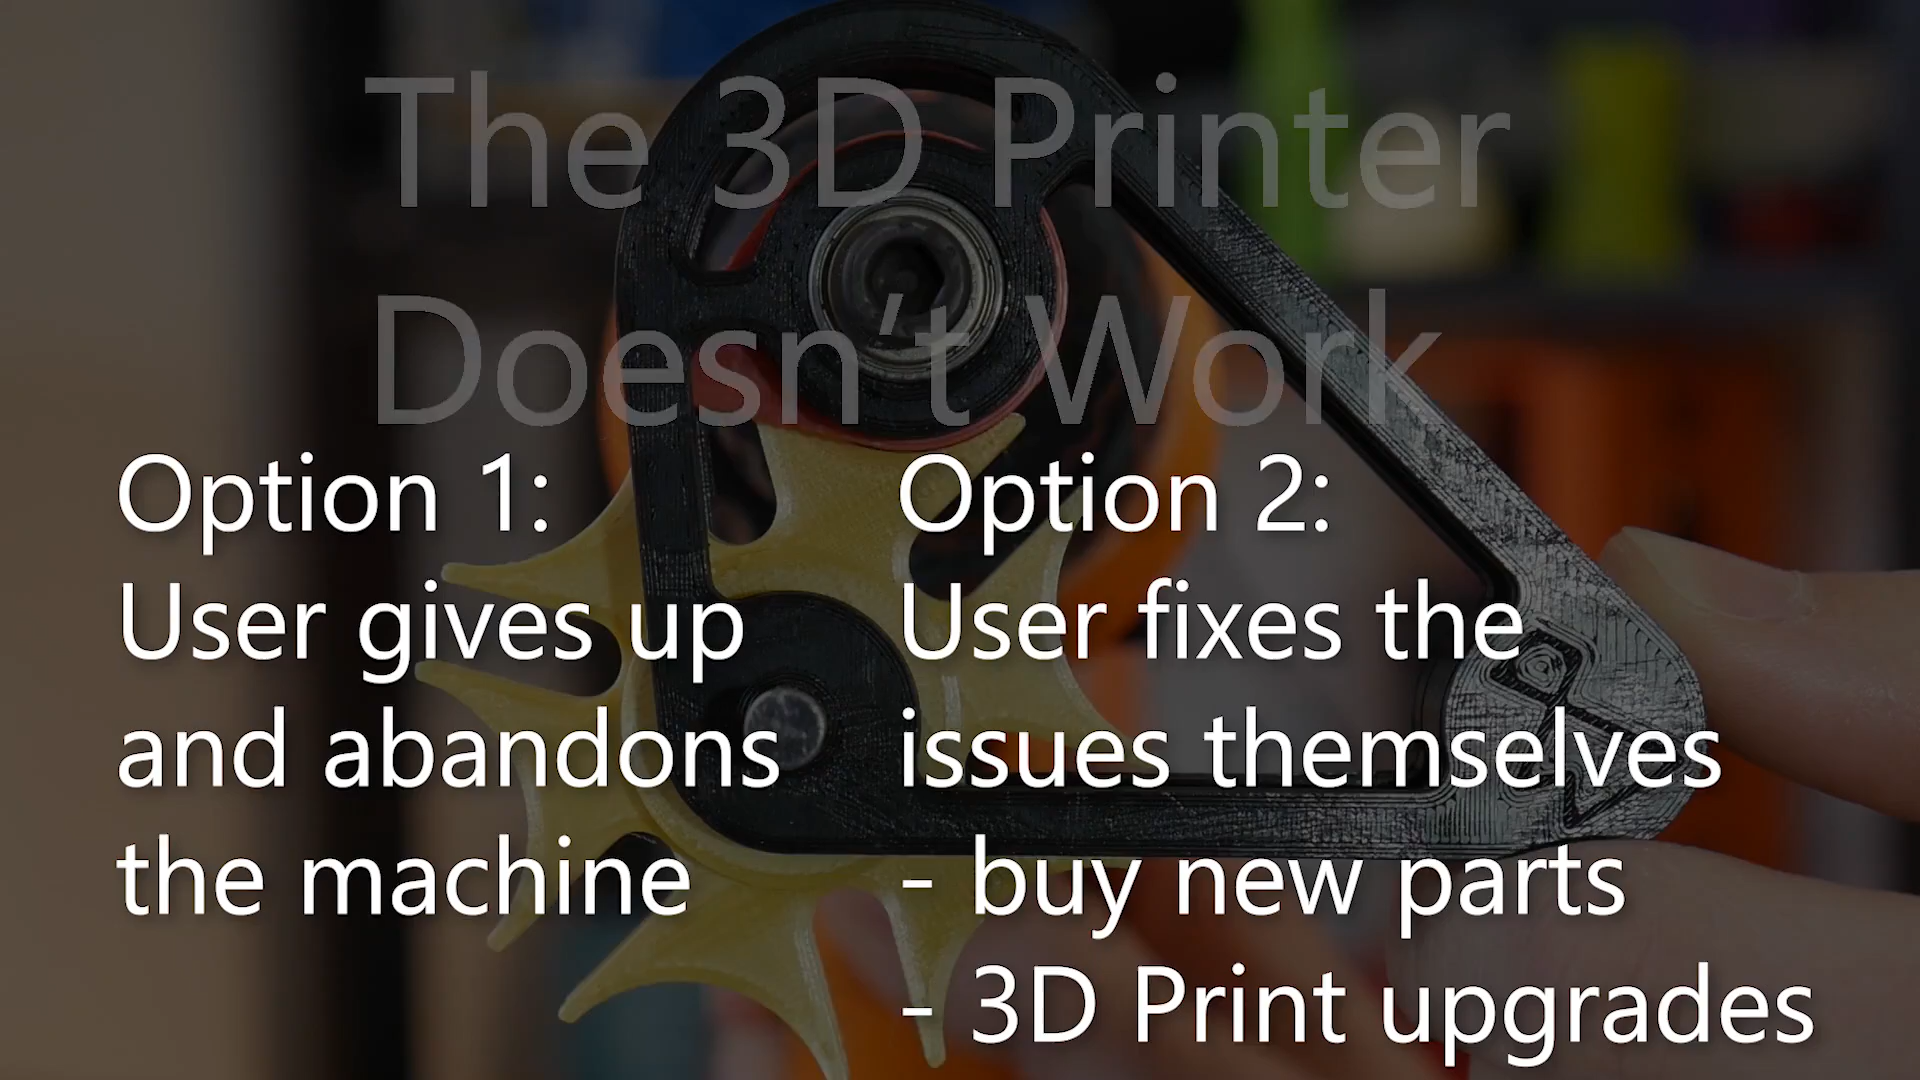 The 3D Printer
Doesn't Work
Option 1:
User gives up
and abandons
the machine
Option 2:
User fixes the
issues themselves
- buy new parts
- 3D Print upgrades